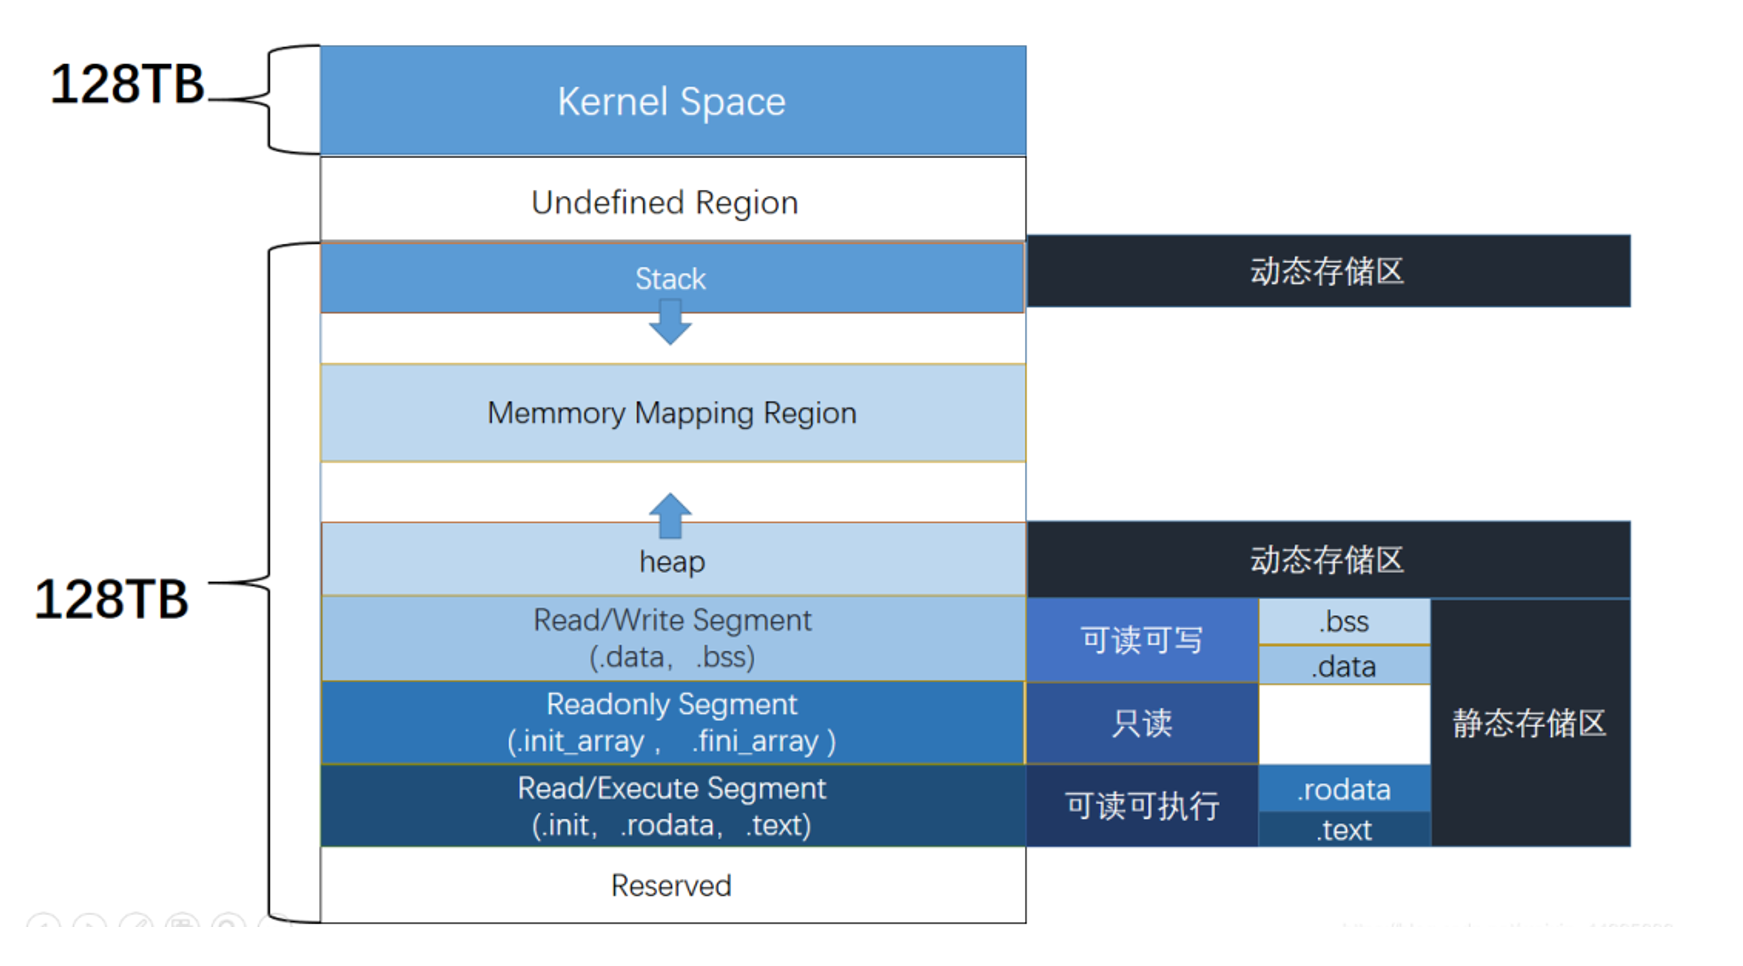 128TB
Kernel Space
Undefined Region
Stack
动态存储区
Memmory Mapping Region
heap
动态存储区
128TB
Read/Write Segment
(.data, .bss)
可读可写
.bss
.data
Readonly Segment
(.init_array , .fini_array )
只读
静态存储区
Read/Execute Segment
(.init, .rodata, .text)
可读可执行
.rodata
.text
Reserved